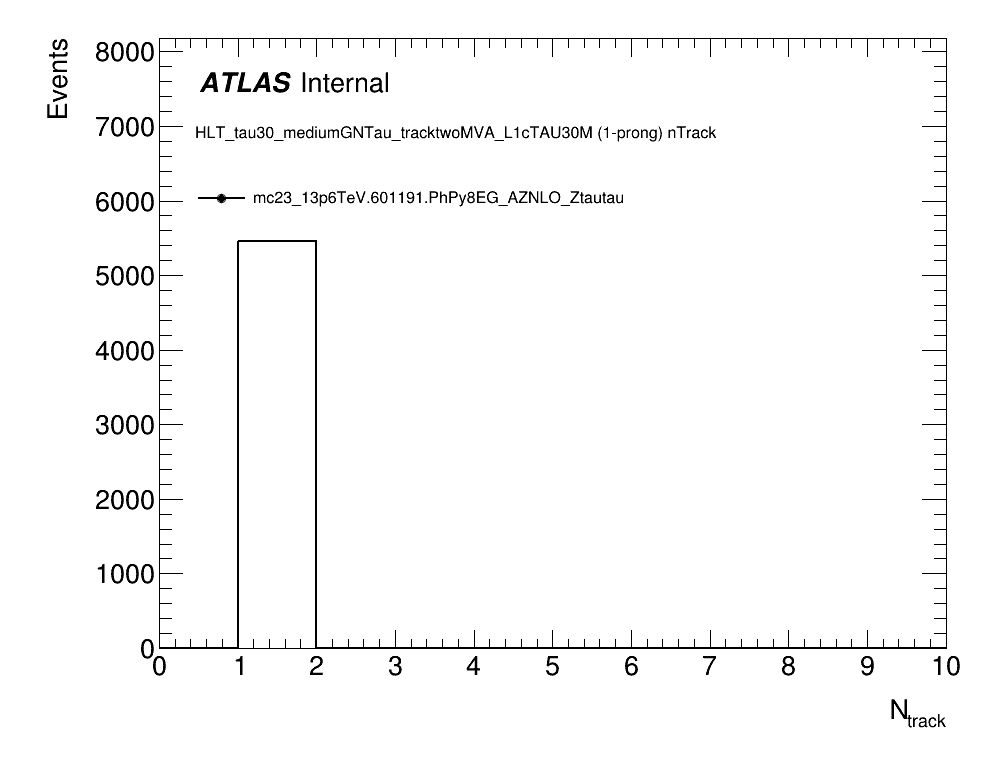 Events
8000
ATLAS Internal
7000
HLT_tau30_mediumGNTau_tracktwoMVA_L1cTAU30M (1-prong) nTrack
6000
mc23_13p6TeV.601191.PhPy8EG_AZNLO_Ztautau
5000
4000
3000
2000
1000
0
0 1 2 3 4 5 6 7 8 9 10
N_track